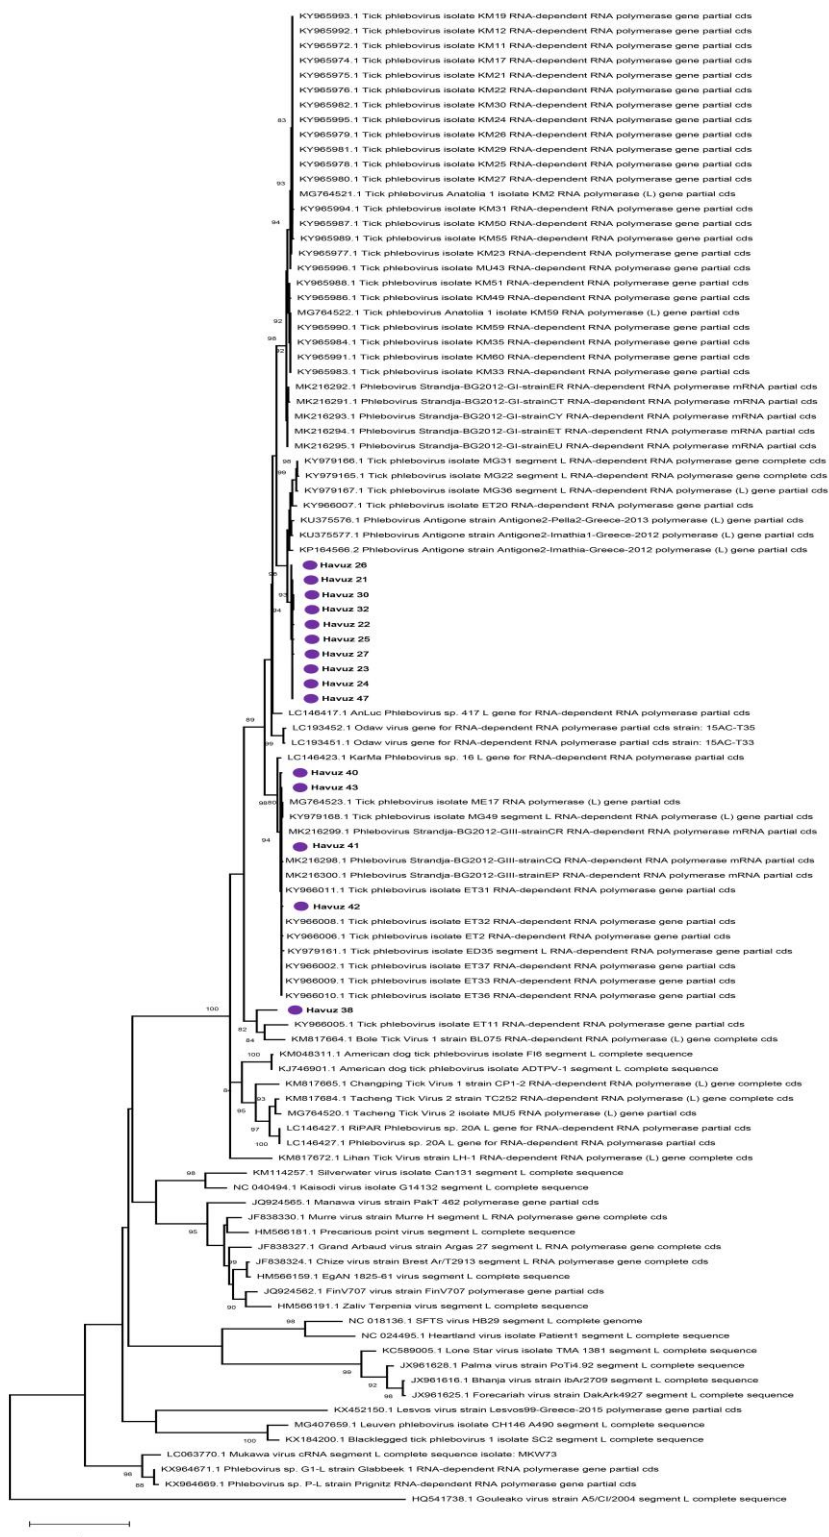 KY965993.1 Tick phlebovirus isolate KM19 RNA-dependent RNA polymerase gene partial cds
KY965992.1 Tick phlebovirus isolate KM12 RNA-dependent RNA polymerase gene partial cds
KY965972.1 Tick phlebovirus isolate KM11 RNA-dependent RNA polymerase gene partial cds
KY965974.1 Tick phlebovirus isolate KM17 RNA-dependent RNA polymerase gene partial cds
KY965975.1 Tick phlebovirus isolate KM21 RNA-dependent RNA polymerase gene partial cds
KY965976.1 Tick phlebovirus isolate KM22 RNA-dependent RNA polymerase gene partial cds
KY965982.1 Tick phlebovirus isolate KM30 RNA-dependent RNA polymerase gene partial cds
KY965995.1 Tick phlebovirus isolate KM24 RNA-dependent RNA polymerase gene partial cds
83
KY965979.1 Tick phlebovirus isolate KM26 RNA-dependent RNA polymerase gene partial cds
KY965981.1 Tick phlebovirus isolate KM29 RNA-dependent RNA polymerase gene partial cds
KY965978.1 Tick phlebovirus isolate KM25 RNA-dependent RNA polymerase gene partial cds
KY965980.1 Tick phlebovirus isolate KM27 RNA-dependent RNA polymerase gene partial cds
93
MG764521.1 Tick phlebovirus Anatolia 1 isolate KM2 RNA polymerase (L) gene partial cds
KY965994.1 Tick phlebovirus isolate KM31 RNA-dependent RNA polymerase gene partial cds
94
KY965987.1 Tick phlebovirus isolate KM50 RNA-dependent RNA polymerase gene partial cds
KY965989.1 Tick phlebovirus isolate KM55 RNA-dependent RNA polymerase gene partial cds
KY965977.1 Tick phlebovirus isolate KM23 RNA-dependent RNA polymerase gene partial cds
KY965996.1 Tick phlebovirus isolate MU43 RNA-dependent RNA polymerase gene partial cds
KY965988.1 Tick phlebovirus isolate KM51 RNA-dependent RNA polymerase gene partial cds
KY965986.1 Tick phlebovirus isolate KM49 RNA-dependent RNA polymerase gene partial cds
MG764522.1 Tick phlebovirus Anatolia 1 isolate KM59 RNA polymerase (L) gene partial cds
92
KY965990.1 Tick phlebovirus isolate KM59 RNA-dependent RNA polymerase gene partial cds
98
KY965984.1 Tick phlebovirus isolate KM35 RNA-dependent RNA polymerase gene partial cds
92
KY965991.1 Tick phlebovirus isolate KM60 RNA-dependent RNA polymerase gene partial cds
KY965983.1 Tick phlebovirus isolate KM33 RNA-dependent RNA polymerase gene partial cds
MK216292.1 Phlebovirus Strandja-BG2012-GI-strainER RNA-dependent RNA polymerase mRNA partial cds
MK216291.1 Phlebovirus Strandja-BG2012-GI-strainCT RNA-dependent RNA polymerase mRNA partial cds
MK216293.1 Phlebovirus Strandja-BG2012-GI-strainCY RNA-dependent RNA polymerase mRNA partial cds
MK216294.1 Phlebovirus Strandja-BG2012-GI-strainET RNA-dependent RNA polymerase mRNA partial cds
MK216295.1 Phlebovirus Strandja-BG2012-GI-strainEU RNA-dependent RNA polymerase mRNA partial cds
98
KY979166.1 Tick phlebovirus isolate MG31 segment L RNA-dependent RNA polymerase gene complete cds
99
KY979165.1 Tick phlebovirus isolate MG22 segment L RNA-dependent RNA polymerase gene complete cds
KY979167.1 Tick phlebovirus isolate MG36 segment L RNA-dependent RNA polymerase (L) gene partial cds
KY966007.1 Tick phlebovirus isolate ET20 RNA-dependent RNA polymerase gene partial cds
KU375576.1 Phlebovirus Antigone strain Antigone2-Pella2-Greece-2013 polymerase (L) gene partial cds
KU375577.1 Phlebovirus Antigone strain Antigone2-Imathia1-Greece-2012 polymerase (L) gene partial cds
KP164566.2 Phlebovirus Antigone strain Antigone2-Imathia-Greece-2012 polymerase (L) gene partial cds
Havuz 26
Havuz 21
Havuz 30
93
Havuz 32
94
Havuz 22
Havuz 25
Havuz 27
Havuz 23
Havuz 24
Havuz 47
LC146417.1 AnLuc Phlebovirus sp. 417 L gene for RNA-dependent RNA polymerase partial cds
89
LC193452.1 Odaw virus gene for RNA-dependent RNA polymerase partial cds strain: 15AC-T35
LC193451.1 Odaw virus gene for RNA-dependent RNA polymerase partial cds strain: 15AC-T33
99
LC146423.1 KarMa Phlebovirus sp. 16 L gene for RNA-dependent RNA polymerase partial cds
Havuz 40
Havuz 43
MG764523.1 Tick phlebovirus isolate ME17 RNA polymerase (L) gene partial cds
KY979168.1 Tick phlebovirus isolate MG49 segment L RNA-dependent RNA polymerase (L) gene partial cds
MK216299.1 Phlebovirus Strandja-BG2012-GIII-strainCR RNA-dependent RNA polymerase mRNA partial cds
94
Havuz 41
MK216298.1 Phlebovirus Strandja-BG2012-GIII-strainCQ RNA-dependent RNA polymerase mRNA partial cds
MK216300.1 Phlebovirus Strandja-BG2012-GIII-strainEP RNA-dependent RNA polymerase mRNA partial cds
KY966011.1 Tick phlebovirus isolate ET31 RNA-dependent RNA polymerase gene partial cds
Havuz 42
KY966008.1 Tick phlebovirus isolate ET32 RNA-dependent RNA polymerase gene partial cds
KY966006.1 Tick phlebovirus isolate ET2 RNA-dependent RNA polymerase gene partial cds
KY979161.1 Tick phlebovirus isolate ED35 segment L RNA-dependent RNA polymerase gene partial cds
KY966002.1 Tick phlebovirus isolate ET37 RNA-dependent RNA polymerase gene partial cds
KY966009.1 Tick phlebovirus isolate ET33 RNA-dependent RNA polymerase gene partial cds
KY966010.1 Tick phlebovirus isolate ET36 RNA-dependent RNA polymerase gene partial cds
100
Havuz 38
KY966005.1 Tick phlebovirus isolate ET11 RNA-dependent RNA polymerase gene partial cds
82
KM817664.1 Bole Tick Virus 1 strain BL075 RNA-dependent RNA polymerase (L) gene complete cds
84
100
KM048311.1 American dog tick phlebovirus isolate FI6 segment L complete sequence
KJ746901.1 American dog tick phlebovirus isolate ADTPV-1 segment L complete sequence
KM817665.1 Changping Tick Virus 1 strain CP1-2 RNA-dependent RNA polymerase (L) gene complete cds
93
KM817684.1 Tacheng Tick Virus 2 strain TC252 RNA-dependent RNA polymerase (L) gene complete cds
95
MG764520.1 Tacheng Tick Virus 2 isolate MU5 RNA polymerase (L) gene partial cds
97
LC146427.1 RiPAR Phlebovirus sp. 20A L gene for RNA-dependent RNA polymerase partial cds
100
LC146427.1 Phlebovirus sp. 20A L gene for RNA-dependent RNA polymerase partial cds
KM817672.1 Lihan Tick Virus strain LH-1 RNA-dependent RNA polymerase (L) gene complete cds
98
KM114257.1 Silverwater virus isolate Can131 segment L complete sequence
NC 040494.1 Kaisodi virus isolate G14132 segment L complete sequence
JQ924565.1 Manawa virus strain PakT 462 polymerase gene partial cds
JF838330.1 Murre virus strain Murre H segment L RNA polymerase gene complete cds
95
HM566181.1 Precarious point virus segment L complete sequence
JF838327.1 Grand Arbaud virus strain Argas 27 segment L RNA polymerase gene complete cds
JF838324.1 Chize virus strain Brest Ar/T2913 segment L RNA polymerase gene complete cds
HM566159.1 EgAN 1825-61 virus segment L complete sequence
JQ924562.1 FinV707 virus strain FinV707 polymerase gene partial cds
90
HM566191.1 Zaliv Terpenia virus segment L complete sequence
98
NC 018136.1 SFTS virus HB29 segment L complete genome
NC 024495.1 Heartland virus isolate Patient1 segment L complete sequence
KC589005.1 Lone Star virus isolate TMA 1381 segment L complete sequence
99
JX961628.1 Palma virus strain PoTi4.92 segment L complete sequence
92
JX961616.1 Bhanja virus strain ibAr2709 segment L complete sequence
98
JX961625.1 Forecariah virus strain DakArk4927 segment L complete sequence
KX452150.1 Lesvos virus strain Lesvos99-Greece-2015 polymerase gene partial cds
MG407659.1 Leuven phlebovirus isolate CH146 A490 segment L complete sequence
100
KX184200.1 Blacklegged tick phlebovirus 1 isolate SC2 segment L complete sequence
LC063770.1 Mukawa virus cRNA segment L complete sequence isolate: MKW73
98
KX964671.1 Phlebovirus sp. G1-L strain Glabbeek 1 RNA-dependent RNA polymerase gene partial cds
88
KX964669.1 Phlebovirus sp. P-L strain Prignitz RNA-dependent RNA polymerase gene partial cds
HQ541738.1 Gouleako virus strain A5/CI/2004 segment L complete sequence